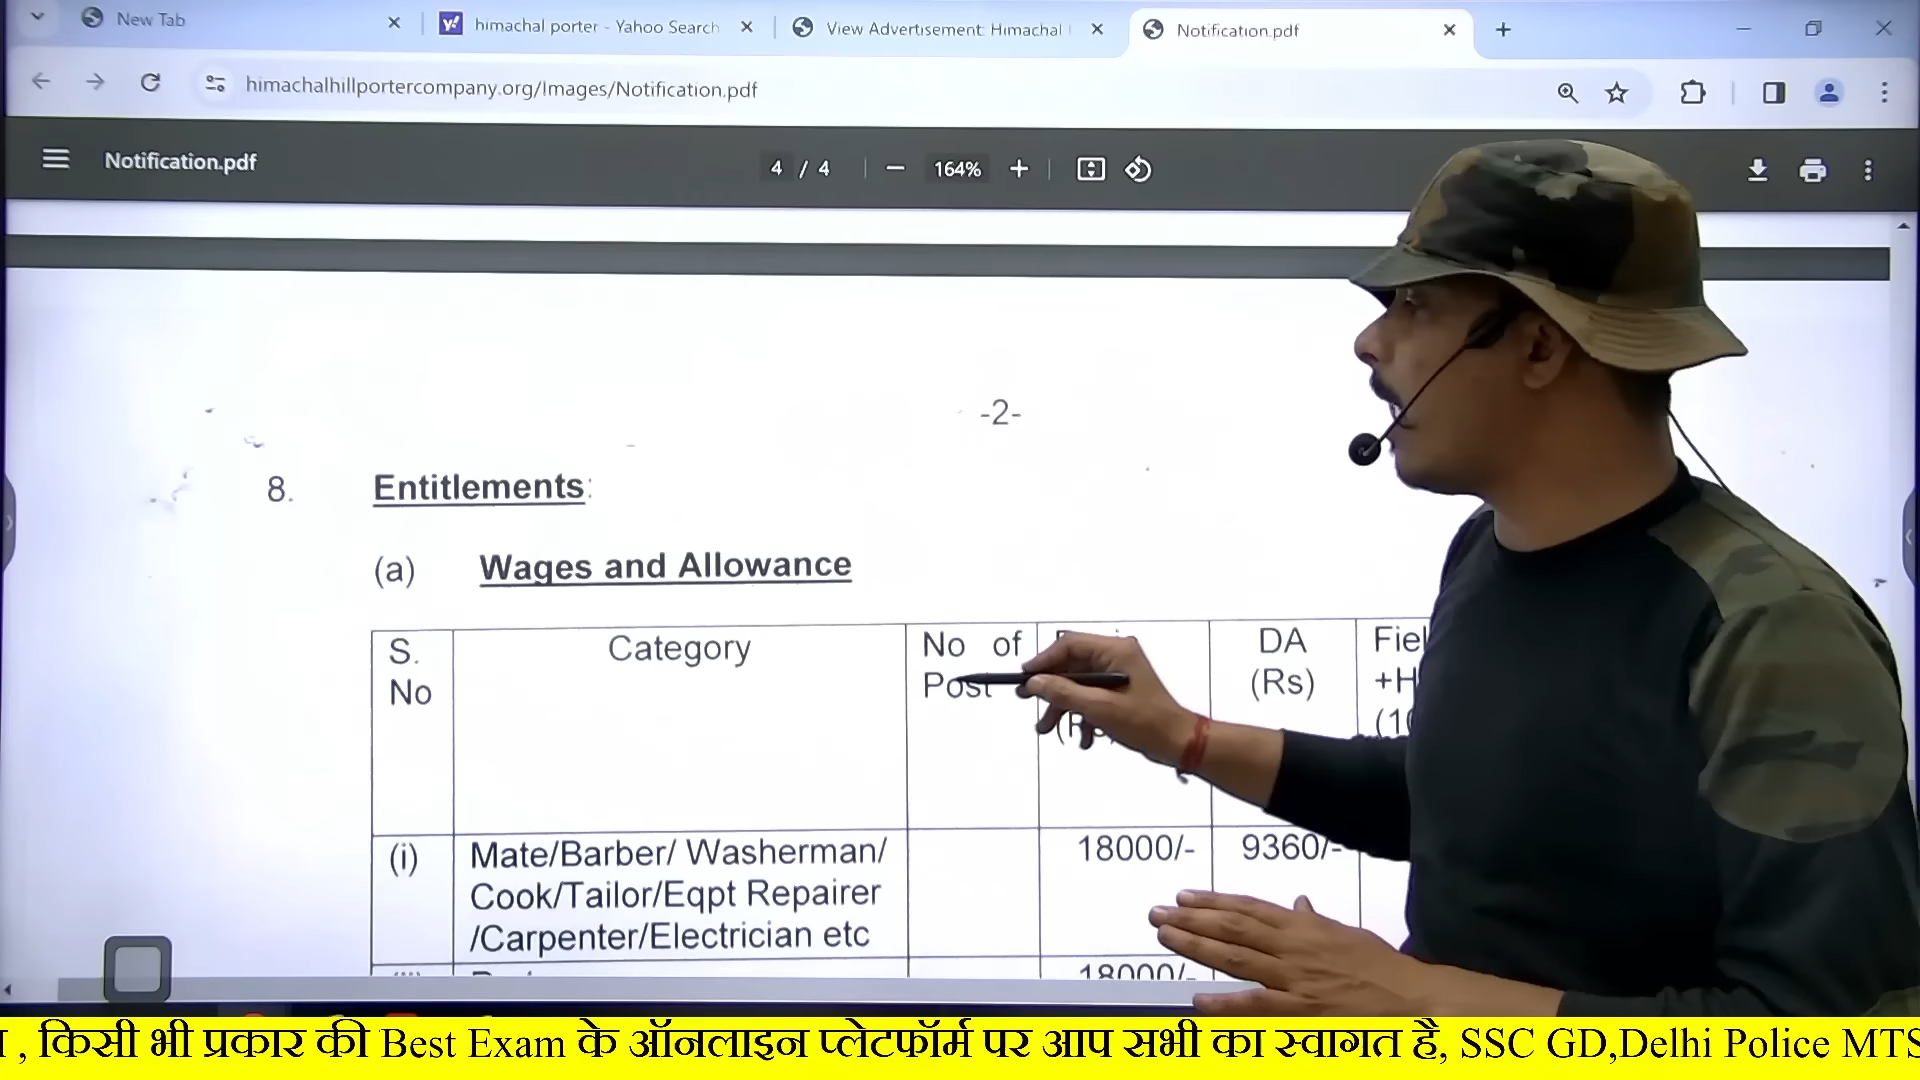 New Tab
himachal porter - Yahoo Search
View Advertisement: Himachal
Notification.pdf
himachalhillportercompany.org/Images/Notification.pdf
Notification.pdf
4 / 4
164%
-2-
8. Entitlements:
(a) Wages and Allowance
S. No
Category
No of Post
DA (Rs)
(i)
Mate/Barber/ Washerman/
Cook/Tailor/Eqpt Repairer
/Carpenter/Electrician etc
18000/-
9360/-
18000/-
, किसी भी प्रकार की Best Exam के ऑनलाइन प्लेटफॉर्म पर आप सभी का स्वागत है, SSC GD,Delhi Police MTS